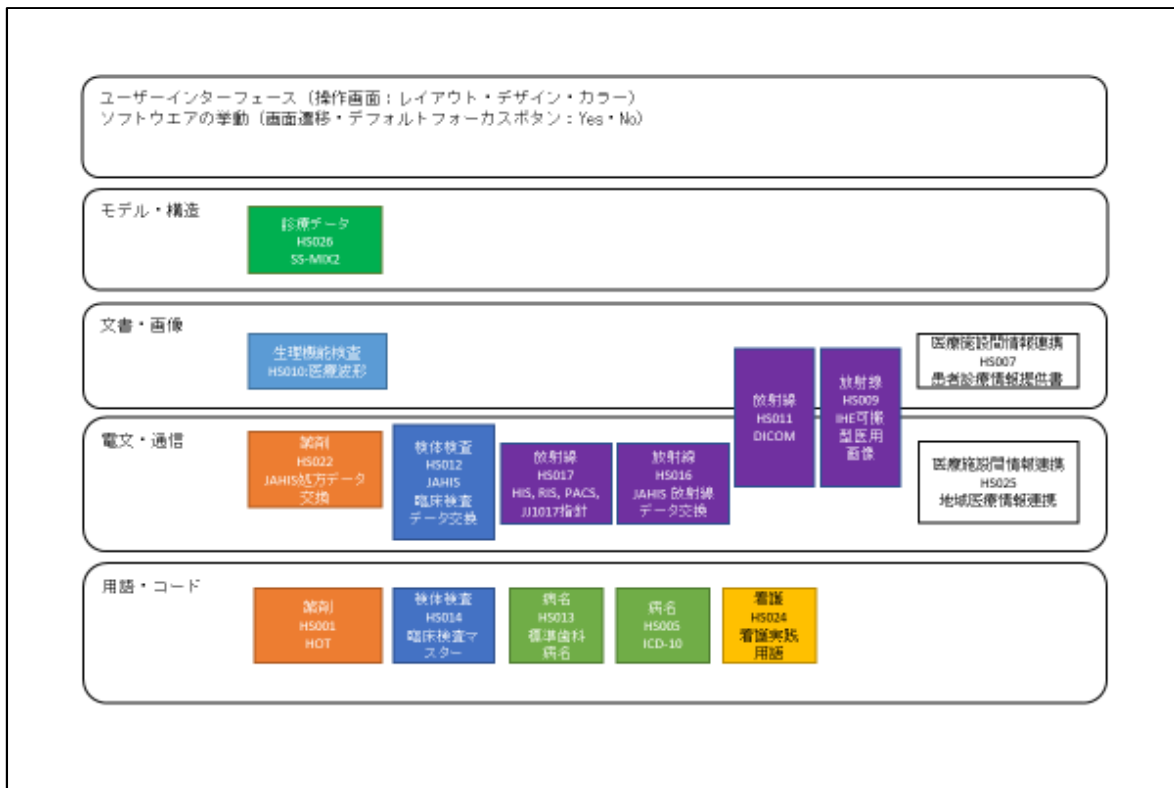 ユーザーインターフェース（操作画面：レイアウト・デザイン・カラー）
ソフトウエアの挙動（画面遷移・デフォルトフォーカスボタン：Yes・No）
モデル・構造
診療データ
HS026
SS-MIX2
文書・画像
生理機能検査
HS010:医療波形
放射線
HS011
DICOM
放射線
HS009
IHE可搬
型医用
画像
医療施設間情報連携
HS007
患者診療情報提供書
電文・通信
薬剤
HS022
JAHIS処方データ
交換
検体検査
HS012
JAHIS
臨床検査
データ交換
放射線
HS017
HIS, RIS, PACS,
JJ1017指針
放射線
HS016
JAHIS 放射線
データ交換
医療施設間情報連携
HS025
地域医療情報連携
用語・コード
薬剤
HS001
HOT
検体検査
HS014
臨床検査マ
スター
病名
HS013
標準歯科
病名
病名
HS005
ICD-10
看護
HS024
看護実践
用語